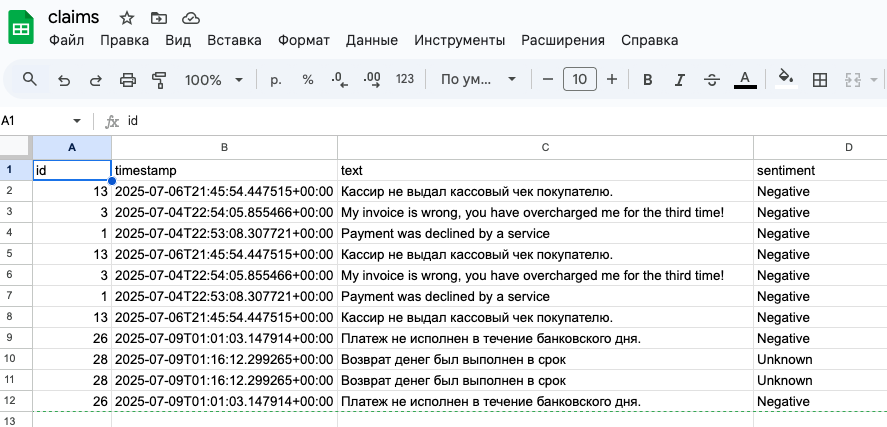 claims
Файл Правка Вид Вставка Формат Данные Инструменты Расширения Справка
100% р. % .0 .00 123 По ум... 10 B I S A
A1 fx id
A B C D
1 id timestamp text sentiment
2 13 2025-07-06T21:45:54.447515+00:00 Кассир не выдал кассовый чек покупателю. Negative
3 3 2025-07-04T22:54:05.855466+00:00 My invoice is wrong, you have overcharged me for the third time! Negative
4 1 2025-07-04T22:53:08.307721+00:00 Payment was declined by a service Negative
5 13 2025-07-06T21:45:54.447515+00:00 Кассир не выдал кассовый чек покупателю. Negative
6 3 2025-07-04T22:54:05.855466+00:00 My invoice is wrong, you have overcharged me for the third time! Negative
7 1 2025-07-04T22:53:08.307721+00:00 Payment was declined by a service Negative
8 13 2025-07-06T21:45:54.447515+00:00 Кассир не выдал кассовый чек покупателю. Negative
9 26 2025-07-09T01:01:03.147914+00:00 Платеж не исполнен в течение банковского дня. Negative
10 28 2025-07-09T01:16:12.299265+00:00 Возврат денег был выполнен в срок Unknown
11 28 2025-07-09T01:16:12.299265+00:00 Возврат денег был выполнен в срок Unknown
12 26 2025-07-09T01:01:03.147914+00:00 Платеж не исполнен в течение банковского дня. Negative
13